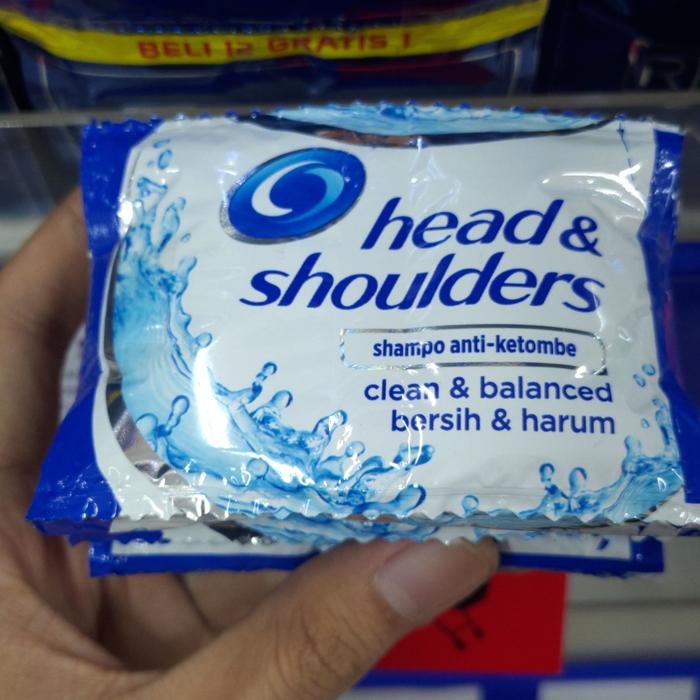 BELI 12 GRATIS 1
head &
shoulders
shampo anti-ketombe
clean & balanced
bersih & harum